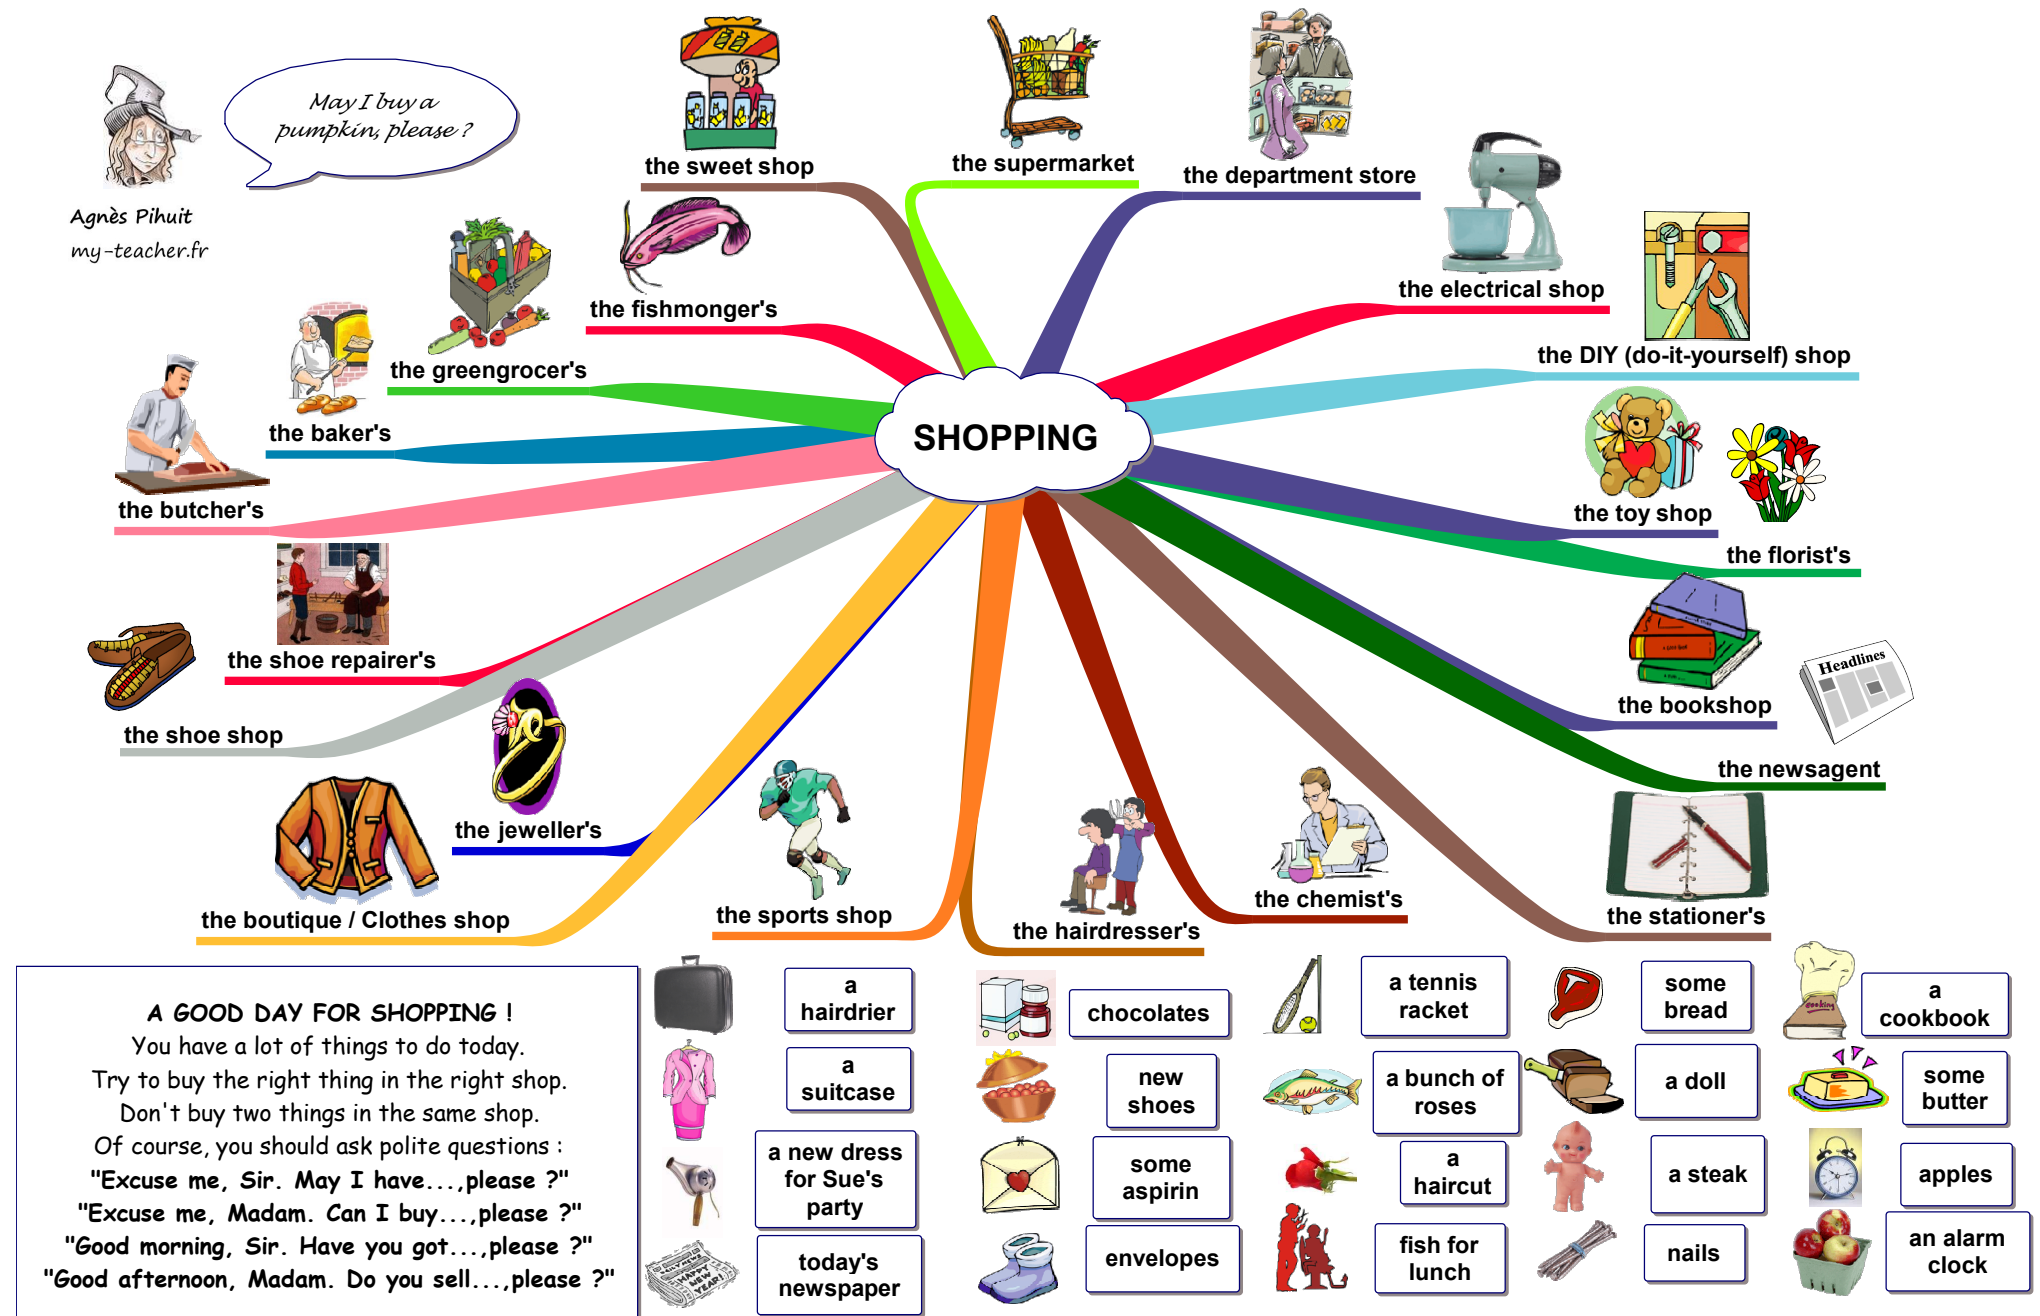 May I buy a
pumpkin, please ?
Agnès Pihuit
my-teacher.fr
the sweet shop
the supermarket
the department store
the fishmonger's
the electrical shop
the greengrocer's
the DIY (do-it-yourself) shop
the baker's
SHOPPING
the butcher's
the toy shop
the florist's
the shoe repairer's
the bookshop
Headlines
the shoe shop
the newsagent
the jeweller's
the boutique / Clothes shop
the sports shop
the hairdresser's
the chemist's
the stationer's
A GOOD DAY FOR SHOPPING !
You have a lot of things to do today.
Try to buy the right thing in the right shop.
Don't buy two things in the same shop.
Of course, you should ask polite questions :
"Excuse me, Sir. May I have...,please ?"
"Excuse me, Madam. Can I buy...,please ?"
"Good morning, Sir. Have you got...,please ?"
"Good afternoon, Madam. Do you sell...,please ?"
a
hairdrier
a
suitcase
a new dress
for Sue's
party
today's
newspaper
HAPPY
NEW
YEAR!
chocolates
new
shoes
some
aspirin
envelopes
a tennis
racket
a bunch of
roses
a
haircut
fish for
lunch
some
bread
a doll
a steak
nails
cooking
a
cookbook
some
butter
apples
an alarm
clock